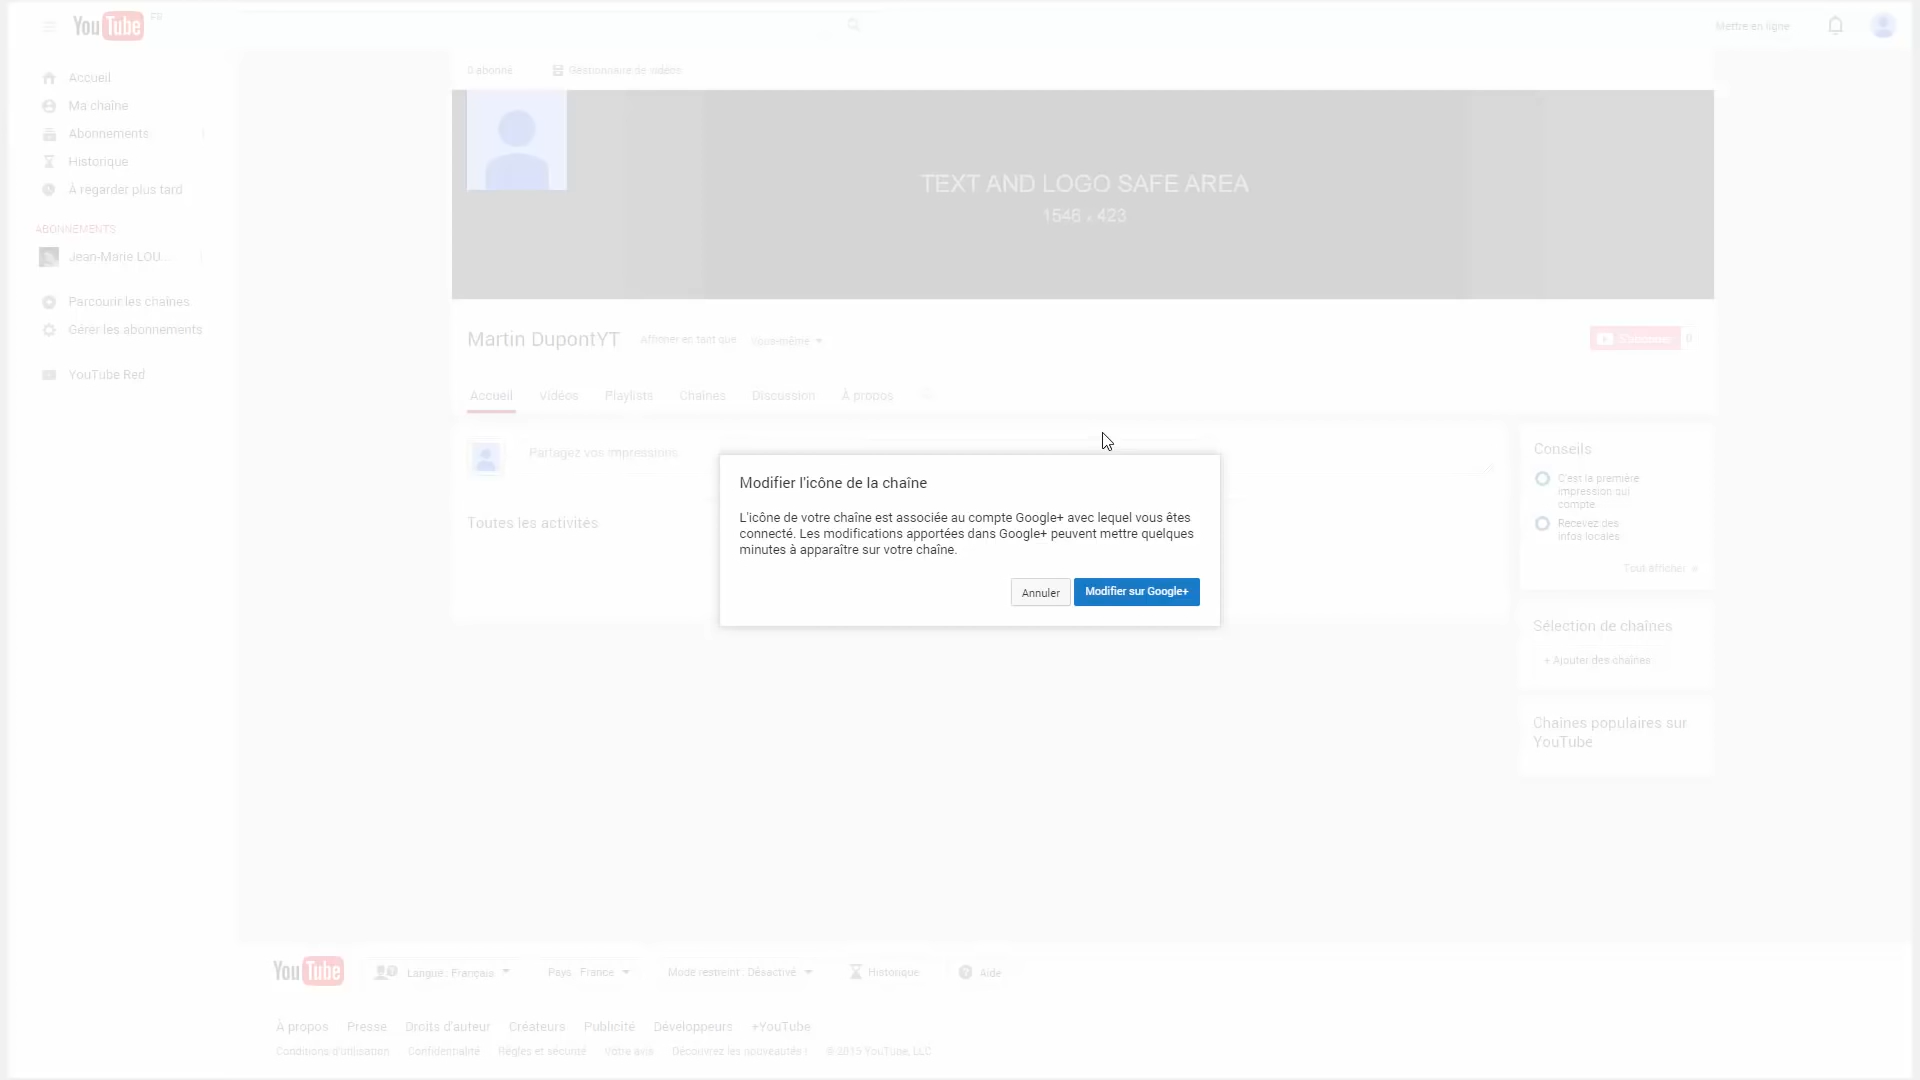 YouTube FR
Mettre en ligne
Accueil
Ma chaîne
Abonnements
Historique
À regarder plus tard
ABONNEMENTS
Jean-Marie LOU...
Parcourir les chaînes
Gérer les abonnements
YouTube Red
0 abonné
Gestionnaire de vidéos
TEXT AND LOGO SAFE AREA
1546 × 423
Martin DupontYT
Afficher en tant que
Vous-même
S'abonner
0
Accueil
Vidéos
Playlists
Chaînes
Discussion
À propos
Partagez vos impressions
Toutes les activités
Modifier l'icône de la chaîne
L'icône de votre chaîne est associée au compte Google+ avec lequel vous êtes
connecté. Les modifications apportées dans Google+ peuvent mettre quelques
minutes à apparaître sur votre chaîne.
Annuler
Modifier sur Google+
Conseils
C'est la première
impression qui
compte
Recevez des
infos locales.
Tout afficher »
Sélection de chaînes
+ Ajouter des chaînes
Chaînes populaires sur
YouTube
YouTube
Langue : Français
Pays : France
Mode restreint : Désactivé
Historique
Aide
À propos Presse Droits d'auteur Créateurs Publicité Développeurs +YouTube
Conditions d'utilisation Confidentialité Règles et sécurité Votre avis Découvrez les nouveautés ! © 2015 YouTube, LLC